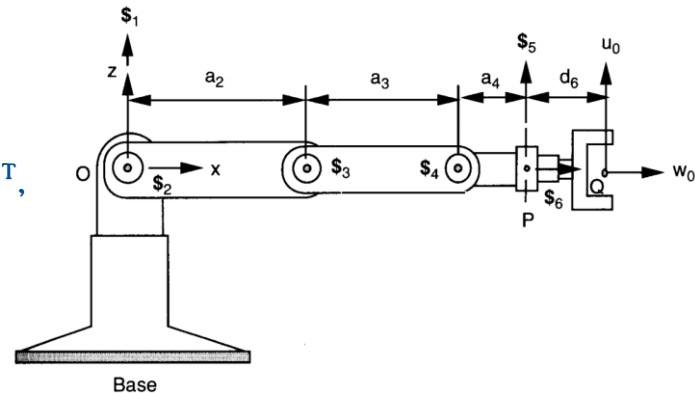 $₁
$₅
u₀
z
a₂
a₃
a₄
d₆
T,
O
x
$₂
$₃
$₄
$₆
Q
w₀
P
Base